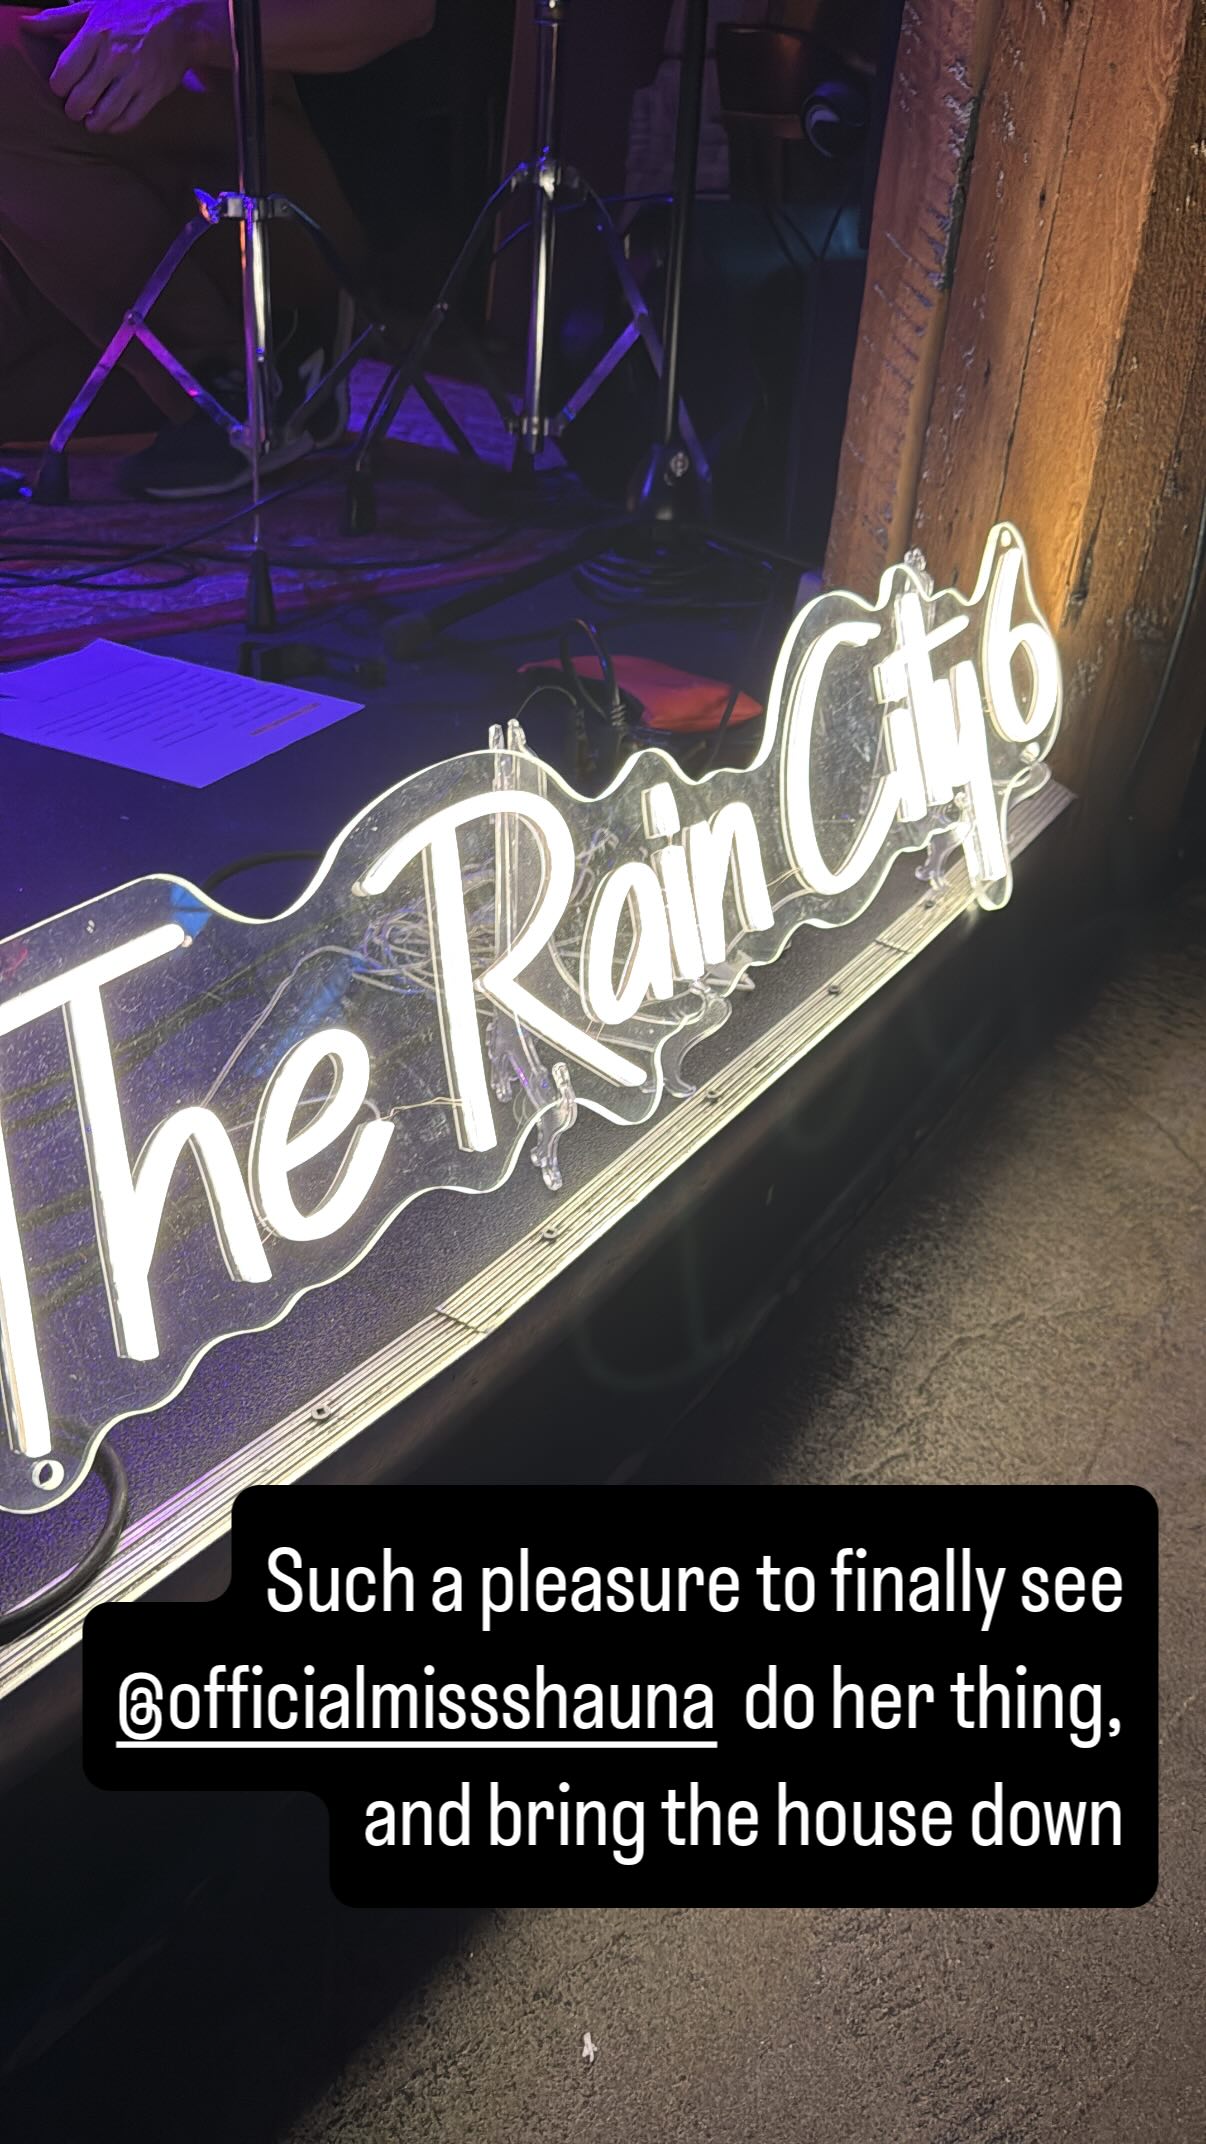 The Rain City 6
Such a pleasure to finally see
@officialmissshauna do her thing,
and bring the house down